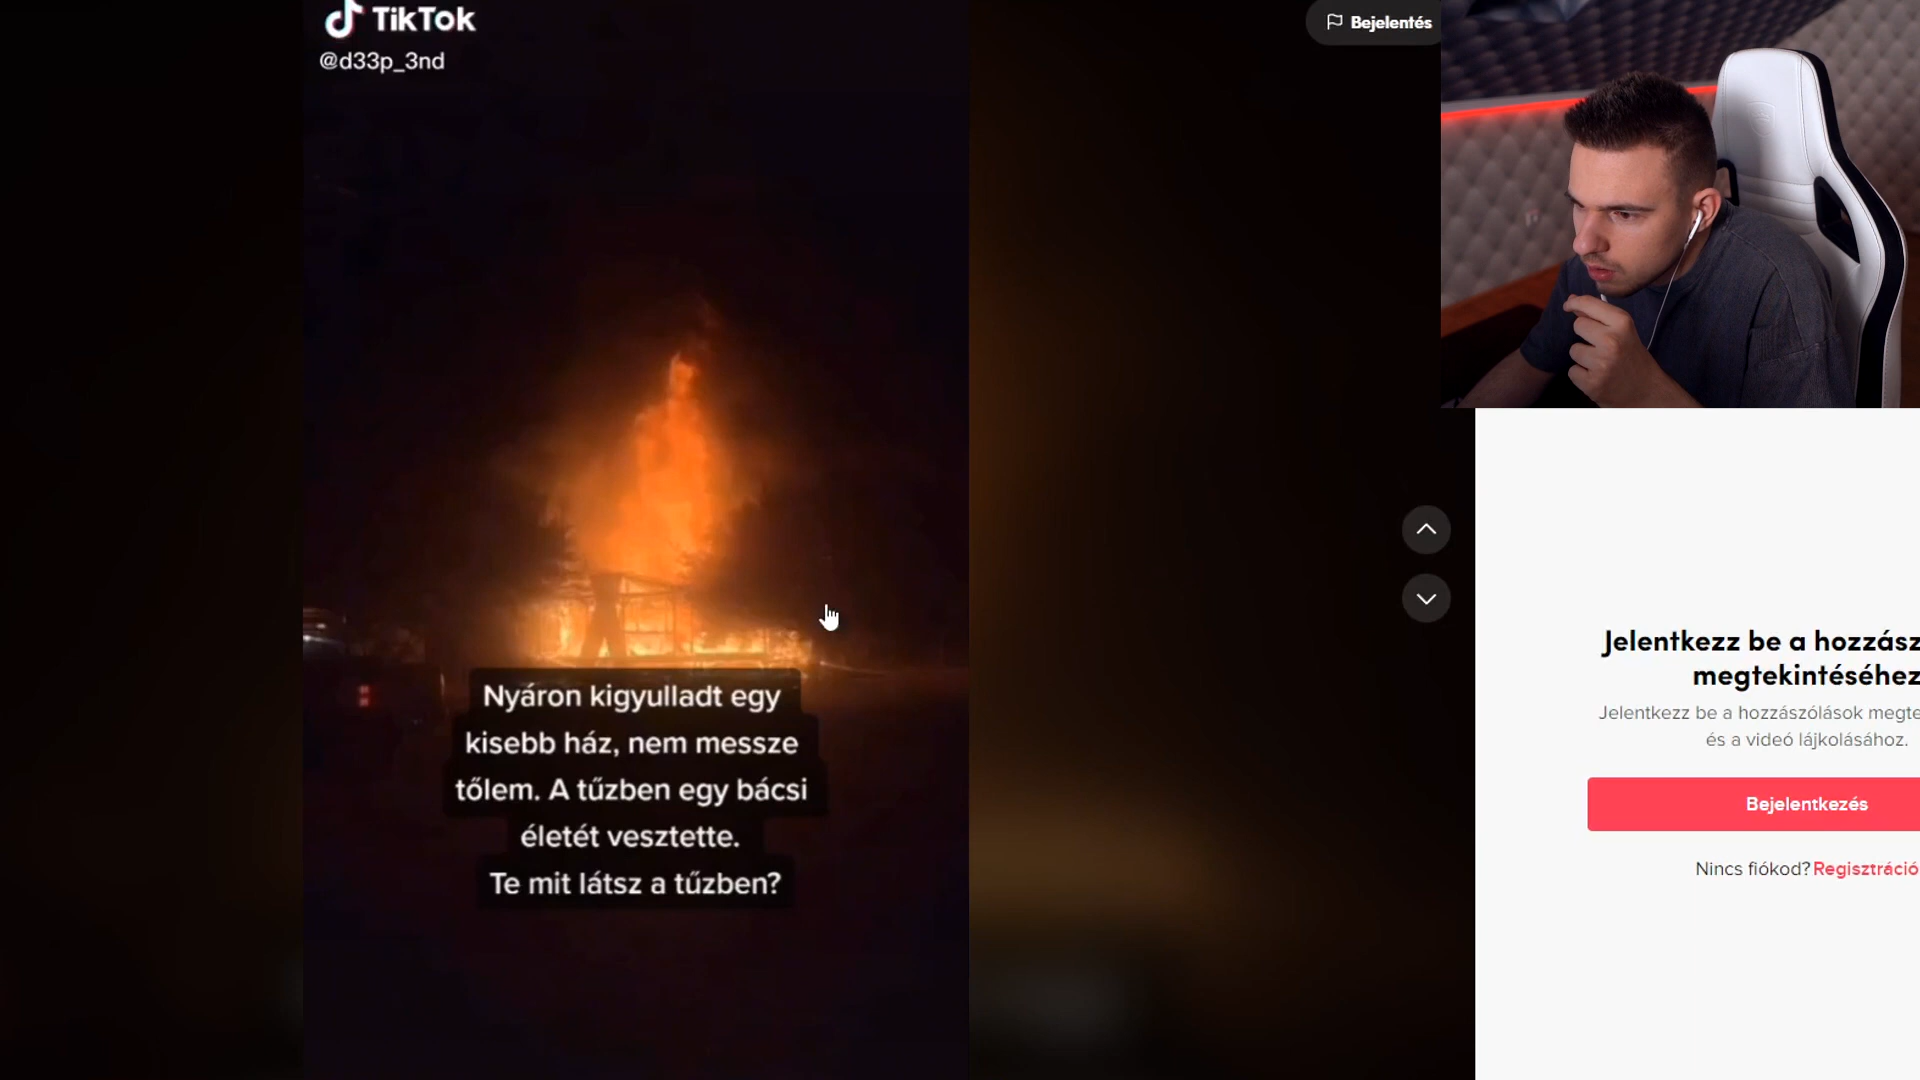 TikTok
@d33p_3nd
Bejelentés
Nyáron kigyulladt egy
kisebb ház, nem messze
tőlem. A tűzben egy bácsi
életét vesztette.
Te mit látsz a tűzben?
Jelentkezz be a hozzász
megtekintéséhez
Jelentkezz be a hozzászólások megte
és a videó lájkolásához.
Bejelentkezés
Nincs fiókod? Regisztráció